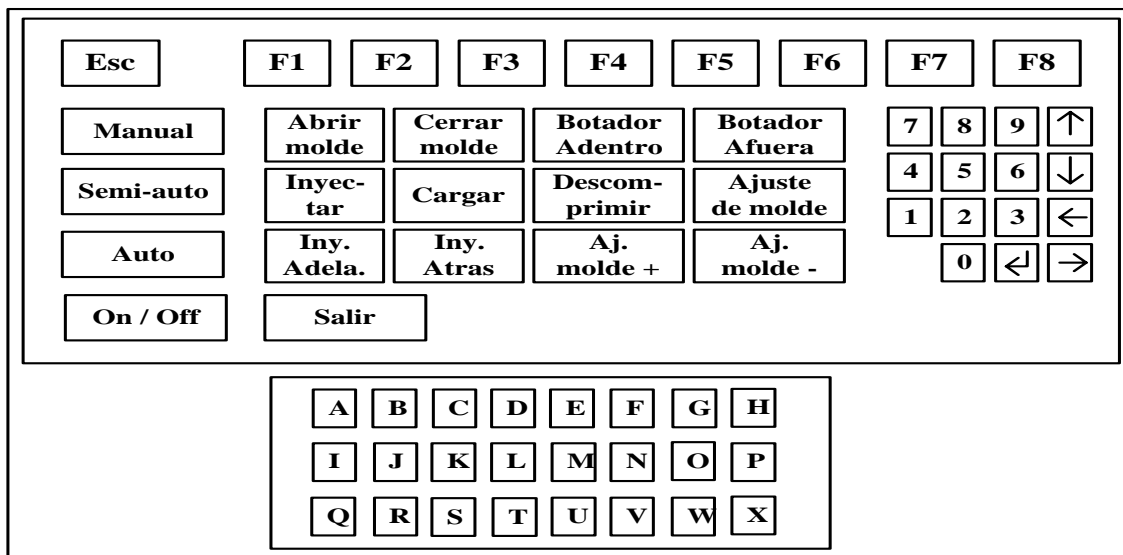 Esc F1 F2 F3 F4 F5 F6 F7 F8
Manual
Abrir molde
Cerrar molde
Botador Adentro
Botador Afuera
7 8 9 ↑
Semi-auto
Inyec-
tar
Cargar
Descom-
primir
Ajuste
de molde
4 5 6 ↓
1 2 3 ←
Auto
Iny.
Adela.
Iny.
Atras
Aj.
molde +
Aj.
molde -
0 ↵ →
On / Off
Salir
A B C D E F G H
I J K L M N O P
Q R S T U V W X